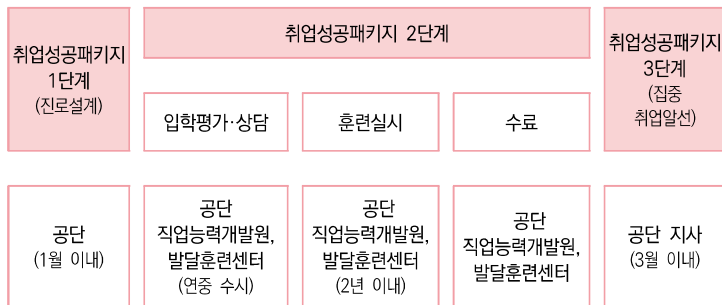 취업성공패키지
1단계
(진로설계)
취업성공패키지 2단계
취업성공패키지
3단계
(집중
취업알선)
입학평가·상담
훈련실시
수료
공단
(1월 이내)
공단
직업능력개발원,
발달훈련센터
(연중 수시)
공단
직업능력개발원,
발달훈련센터
(2년 이내)
공단
직업능력개발원,
발달훈련센터
공단 지사
(3월 이내)